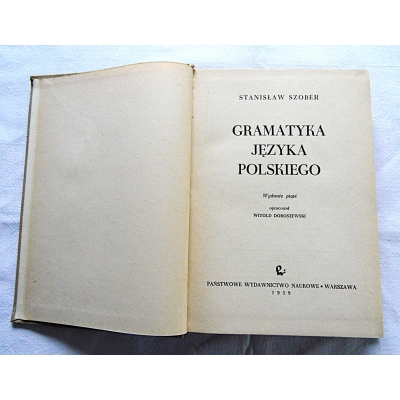 STANISŁAW SZOBER
GRAMATYKA
JĘZYKA
POLSKIEGO
Wydanie piąte
opracował
WITOLD DOROSZEWSKI
PAŃSTWOWE WYDAWNICTWO NAUKOWE • WARSZAWA
1959